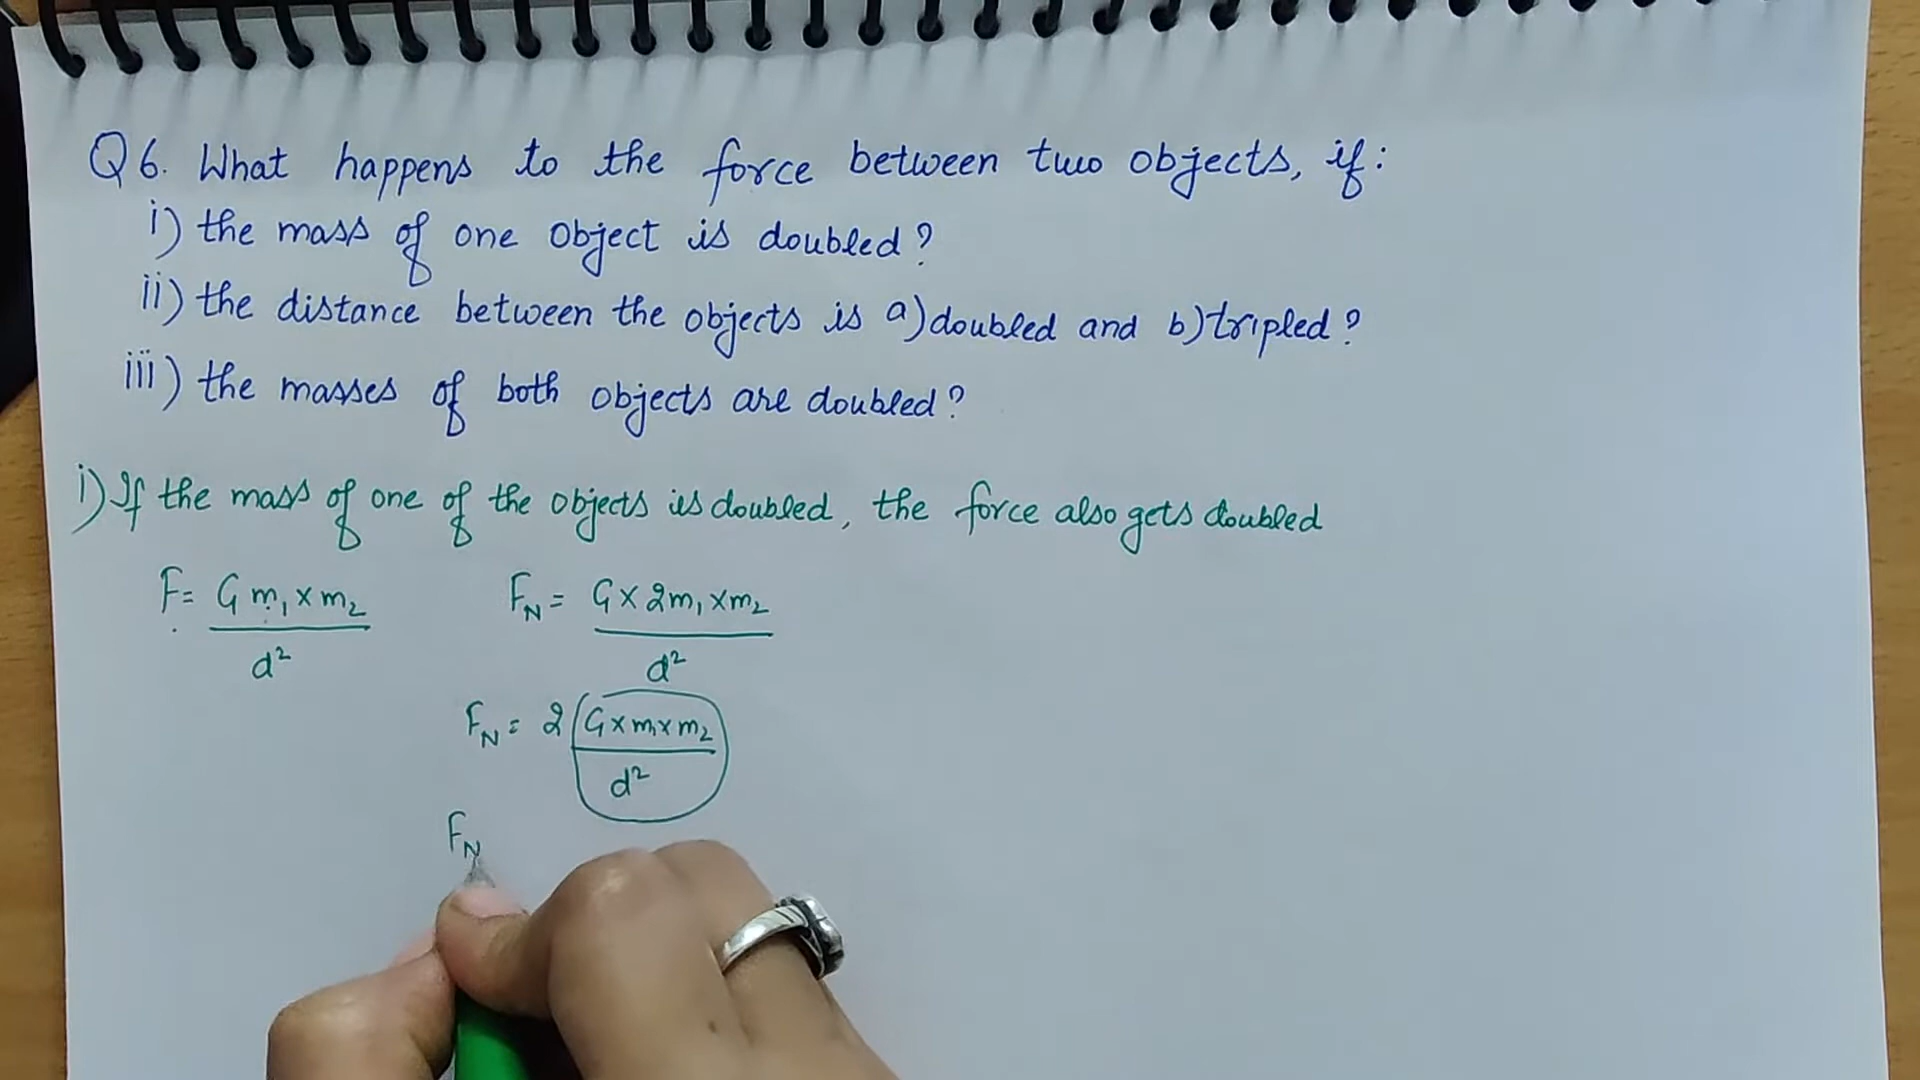 Q6. What happens to the force between two objects, if:
i) the mass of one object is doubled?
ii) the distance between the objects is a) doubled and b) tripled?
iii) the masses of both objects are doubled?
i) If the mass of one of the objects is doubled, the force also gets doubled
F = G m₁ × m₂ / d² F_N = G × 2m₁ × m₂ / d²
F_N = 2 (G × m₁ × m₂ / d²)
F_N